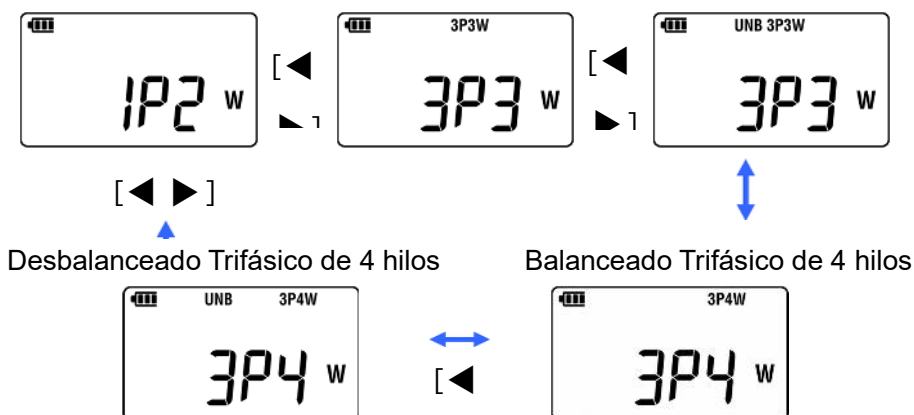 3P3W UNB 3P3W
1P2 W [◀ 3P3 W [◀ 3P3 W
▶] ▶]
[◀ ▶]
Desbalanceado Trifásico de 4 hilos Balanceado Trifásico de 4 hilos
UNB 3P4W 3P4W
3P4 W [◀ 3P4 W